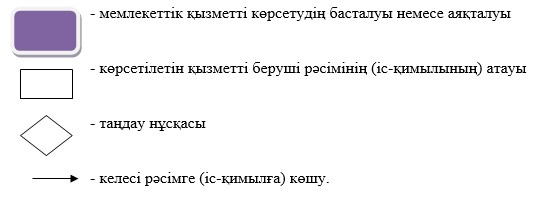 - мемлекеттік қызметті көрсетудің басталуы немесе аяқталуы
- көрсетілетін қызметті беруші рәсімінің (іс-қимылының) атауы
- таңдау нұсқасы
- келесі рәсімге (іс-қимылға) көшу.